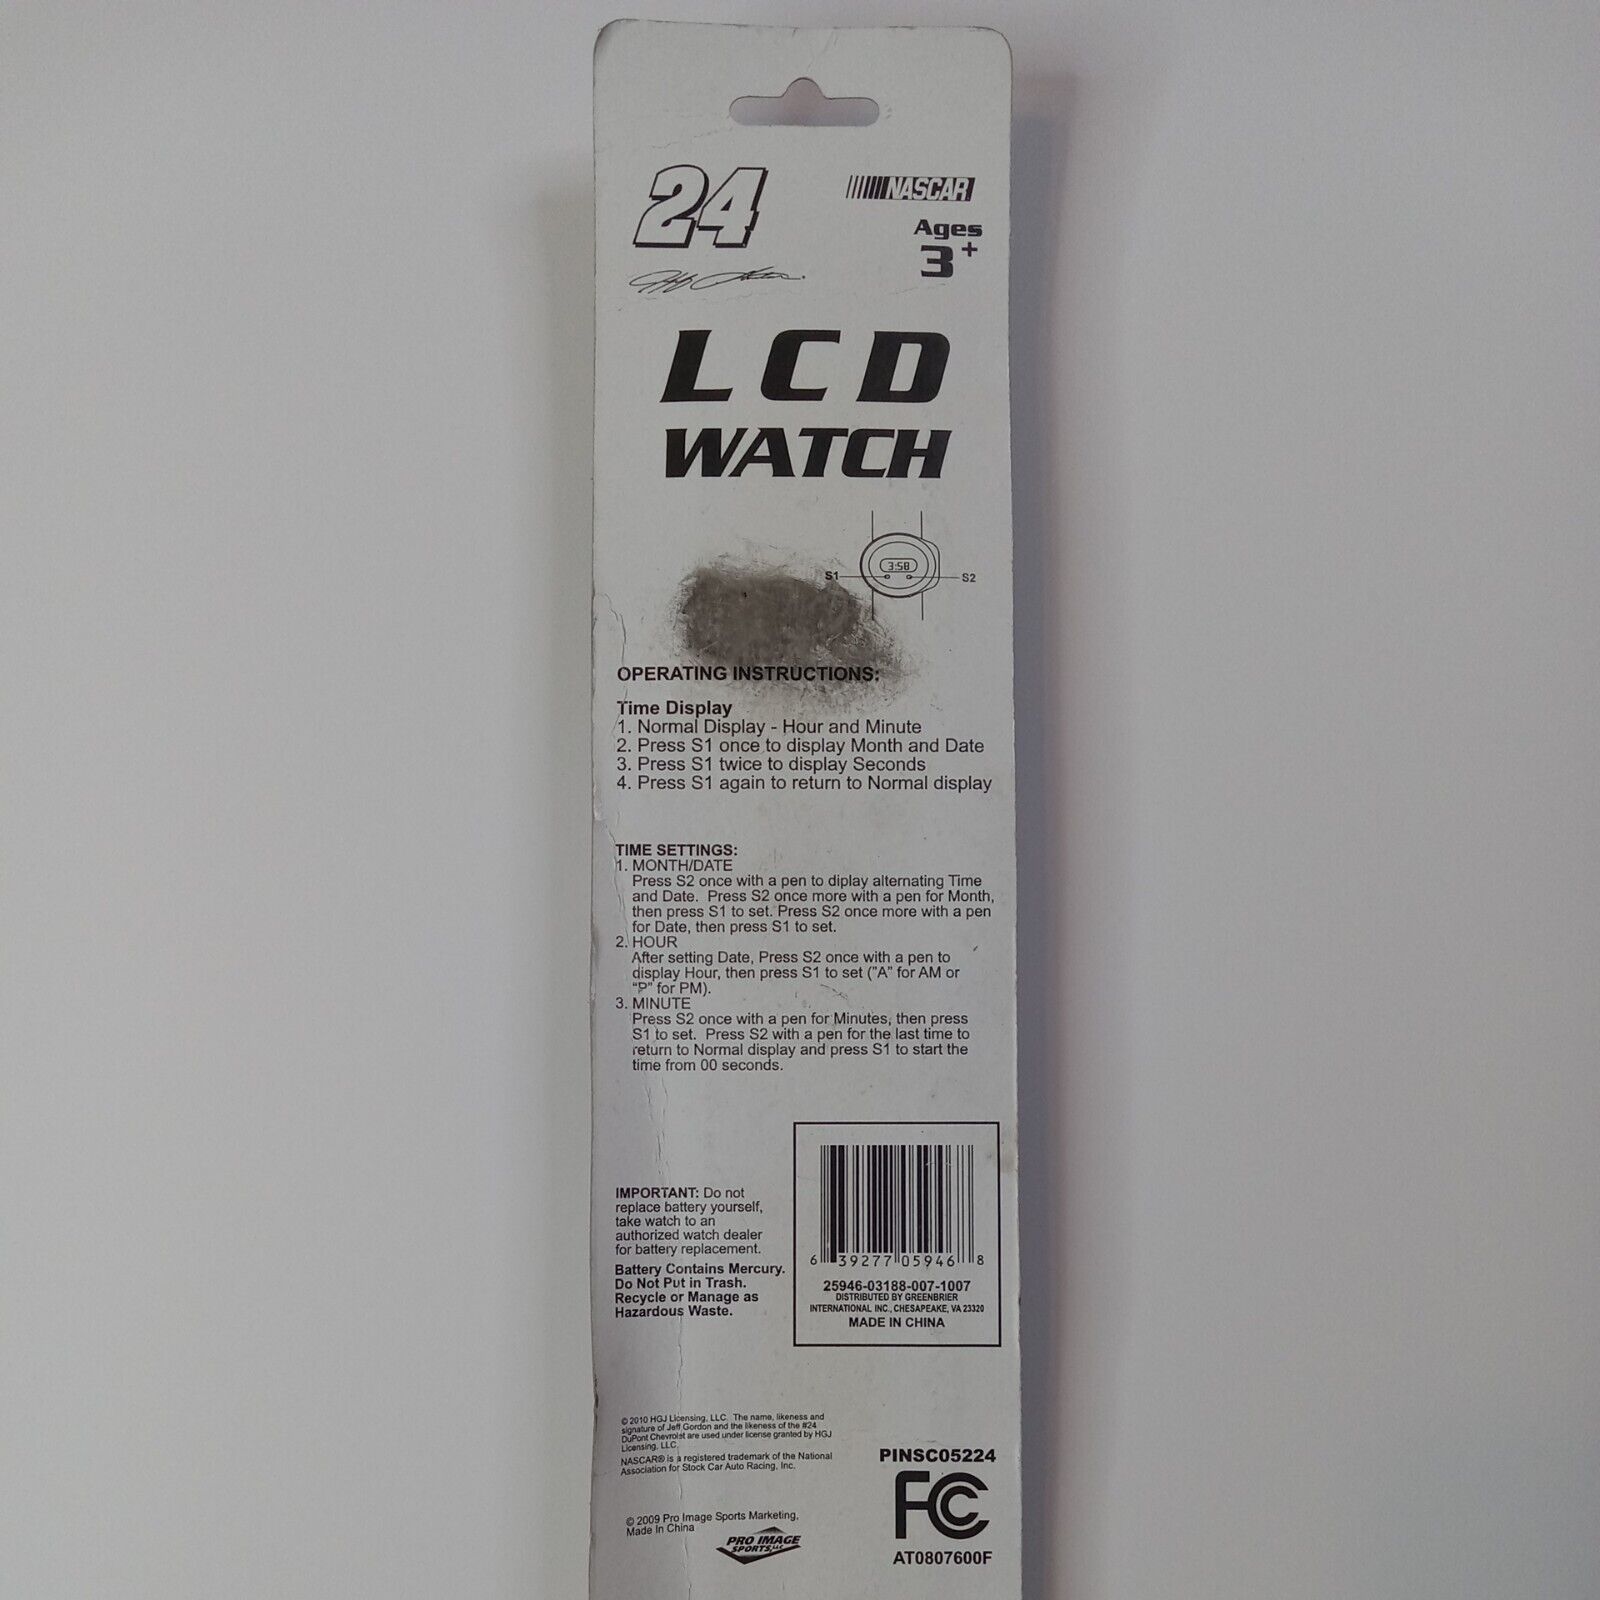 24
NASCAR
Ages
3+
LCD
WATCH
3:58
S1
S2
OPERATING INSTRUCTIONS:
Time Display
1. Normal Display - Hour and Minute
2. Press S1 once to display Month and Date
3. Press S1 twice to display Seconds
4. Press S1 again to return to Normal display
TIME SETTINGS:
1. MONTH/DATE
Press S2 once with a pen to diplay alternating Time
and Date. Press S2 once more with a pen for Month,
then press S1 to set. Press S2 once more with a pen
for Date, then press S1 to set.
2. HOUR
After setting Date, Press S2 once with a pen to
display Hour, then press S1 to set ("A" for AM or
"P" for PM).
3. MINUTE
Press S2 once with a pen for Minutes, then press
S1 to set. Press S2 with a pen for the last time to
return to Normal display and press S1 to start the
time from 00 seconds.
IMPORTANT: Do not
replace battery yourself,
take watch to an
authorized watch dealer
for battery replacement.
Battery Contains Mercury.
Do Not Put in Trash.
Recycle or Manage as
Hazardous Waste.
6 39277 05946 8
25946-03188-007-1007
DISTRIBUTED BY GREENBRIER
INTERNATIONAL INC., CHESAPEAKE, VA 23320
MADE IN CHINA
© 2010 HGJ Licensing, LLC. The name, likeness and
signature of Jeff Gordon and the likeness of the #24
DuPont Chevrolet are used under license granted by HGJ
Licensing, LLC.
NASCAR® is a registered trademark of the National
Association for Stock Car Auto Racing, Inc.
© 2009 Pro Image Sports Marketing,
Made In China
PRO IMAGE
SPORTS, LLC
PINSC05224
FC
AT0807600F